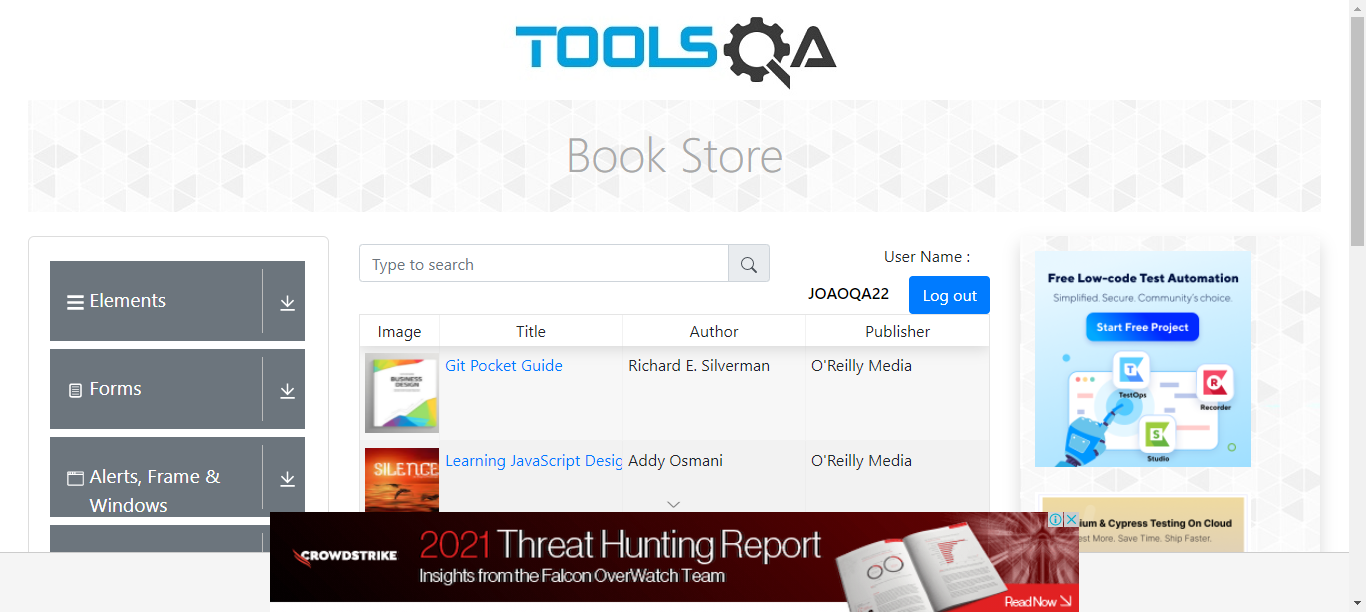 TOOLSQA
Book Store
Elements
Forms
Alerts, Frame &
Windows
Type to search
User Name :
JOAOQA22
Log out
Image Title Author Publisher
BUSINESS
DESIGN
Git Pocket Guide Richard E. Silverman O'Reilly Media
SILENCE
Learning JavaScript Desig Addy Osmani O'Reilly Media
Free Low-code Test Automation
Simplified. Secure. Community's choice.
Start Free Project
TestOps
Recorder
Studio
ium & Cypress Testing On Cloud
est More. Save Time. Ship Faster.
CROWDSTRIKE
2021 Threat Hunting Report
Insights from the Falcon OverWatch Team
Read Now